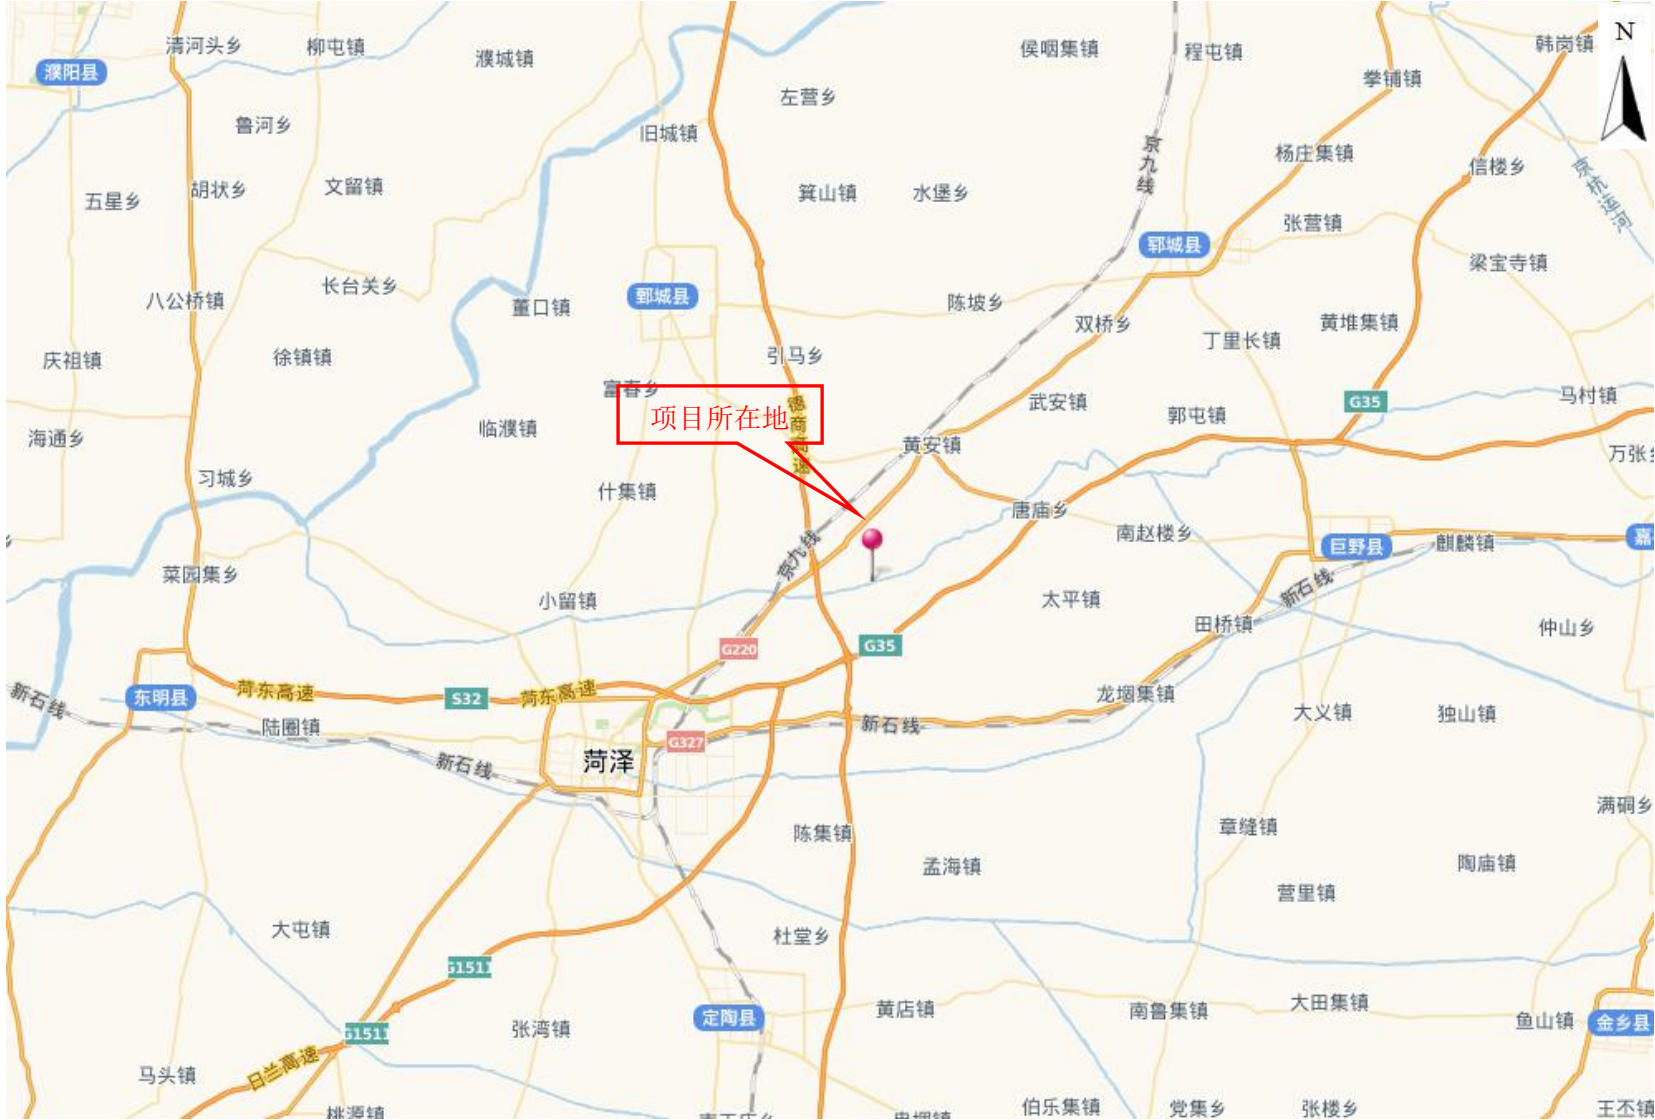 清河头乡
柳屯镇
濮城镇
侯咽集镇
程屯镇
韩岗镇
N
濮阳县
拳铺镇
左营乡
鲁河乡
旧城镇
京九线
杨庄集镇
信楼乡
京杭运河
五星乡
胡状乡
文留镇
箕山镇
水堡乡
张营镇
郓城县
梁宝寺镇
八公桥镇
长台关乡
董口镇
鄄城县
陈坡乡
双桥乡
黄堆集镇
丁里长镇
庆祖镇
徐镇镇
引马乡
富春乡
武安镇
G35
马村镇
郭屯镇
项目所在地
德商高速
海通乡
临濮镇
黄安镇
万张
习城乡
什集镇
唐庙乡
南赵楼乡
京九线
巨野县
麒麟镇
嘉
菜园集乡
小留镇
太平镇
新石线
田桥镇
仲山乡
G220
G35
新石线
东明县
菏东高速
S32
菏东高速
龙堌集镇
陆圈镇
新石线
大义镇
独山镇
新石线
菏泽
G327
满硐乡
陈集镇
章缝镇
孟海镇
陶庙镇
营里镇
大屯镇
杜堂乡
G1511
张湾镇
定陶县
黄店镇
南鲁集镇
大田集镇
鱼山镇
金乡县
G1511
日兰高速
马头镇
桃源镇
伯乐集镇
党集乡
张楼乡
王丕镇